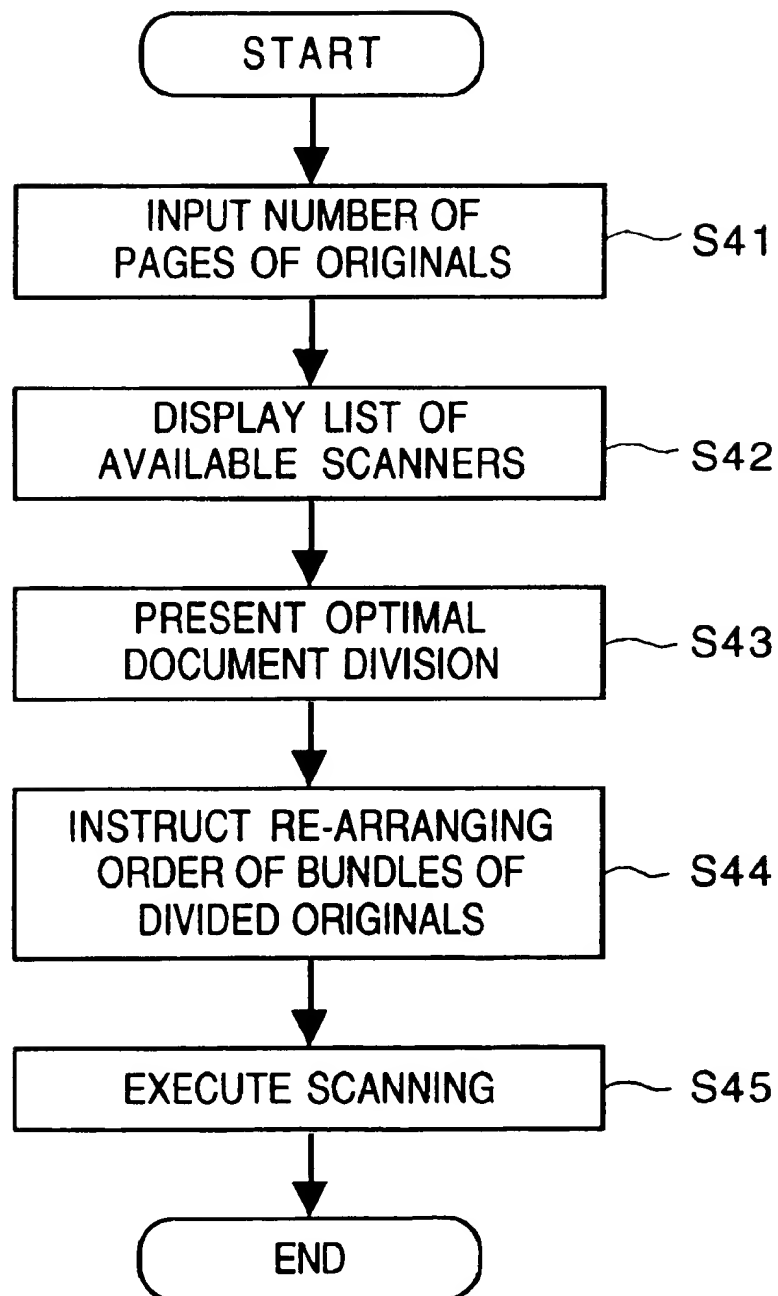 START
INPUT NUMBER OF
PAGES OF ORIGINALS
S41
DISPLAY LIST OF
AVAILABLE SCANNERS
S42
PRESENT OPTIMAL
DOCUMENT DIVISION
S43
INSTRUCT RE-ARRANGING
ORDER OF BUNDLES OF
DIVIDED ORIGINALS
S44
EXECUTE SCANNING
S45
END